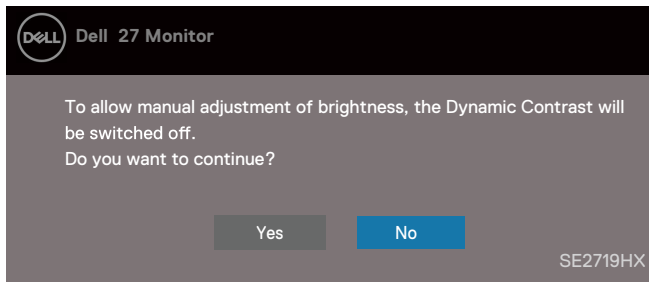 DELL Dell 27 Monitor
To allow manual adjustment of brightness, the Dynamic Contrast will
be switched off.
Do you want to continue?
Yes No
SE2719HX